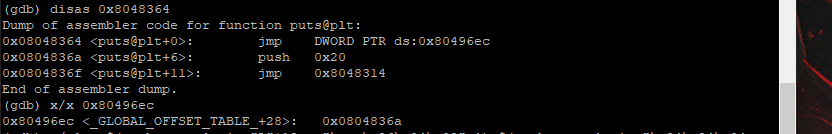 (gdb) disas 0x8048364
Dump of assembler code for function puts@plt:
0x08048364 <puts@plt+0>: jmp DWORD PTR ds:0x80496ec
0x0804836a <puts@plt+6>: push 0x20
0x0804836f <puts@plt+11>: jmp 0x8048314
End of assembler dump.
(gdb) x/x 0x80496ec
0x80496ec <_GLOBAL_OFFSET_TABLE_+28>: 0x0804836a